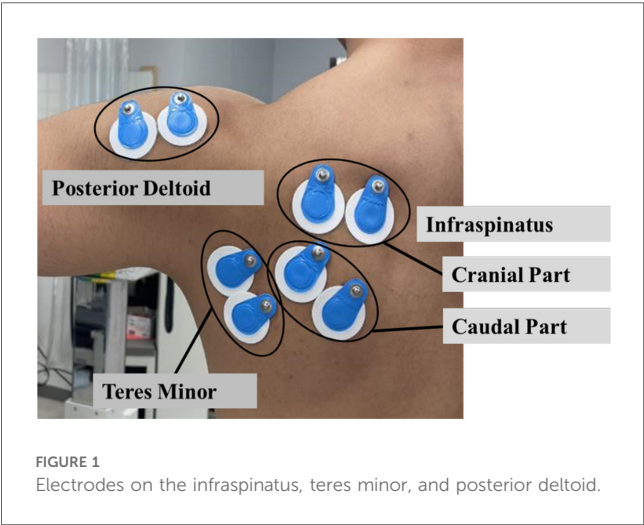 Posterior Deltoid
Infraspinatus
Cranial Part
Caudal Part
Teres Minor
FIGURE 1
Electrodes on the infraspinatus, teres minor, and posterior deltoid.